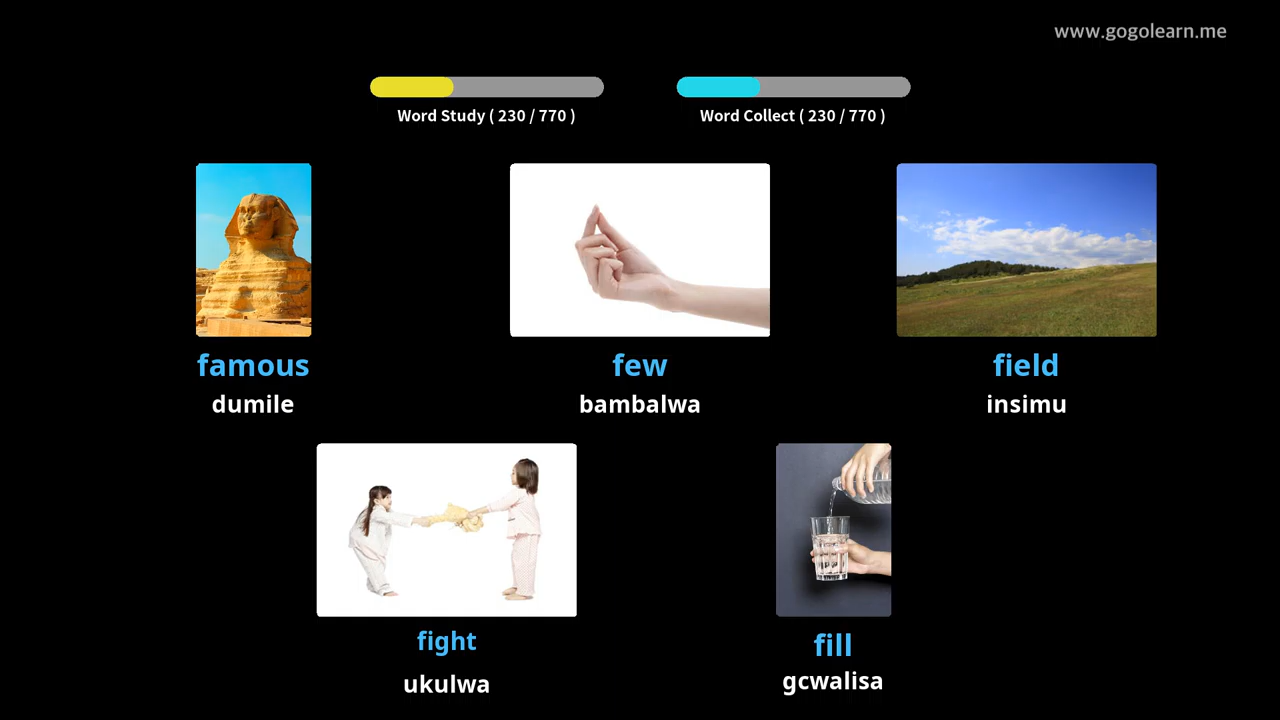 www.gogolearn.me
Word Study ( 230 / 770 )
Word Collect ( 230 / 770 )
famous
dumile
few
bambalwa
field
insimu
fight
ukulwa
fill
gcwalisa